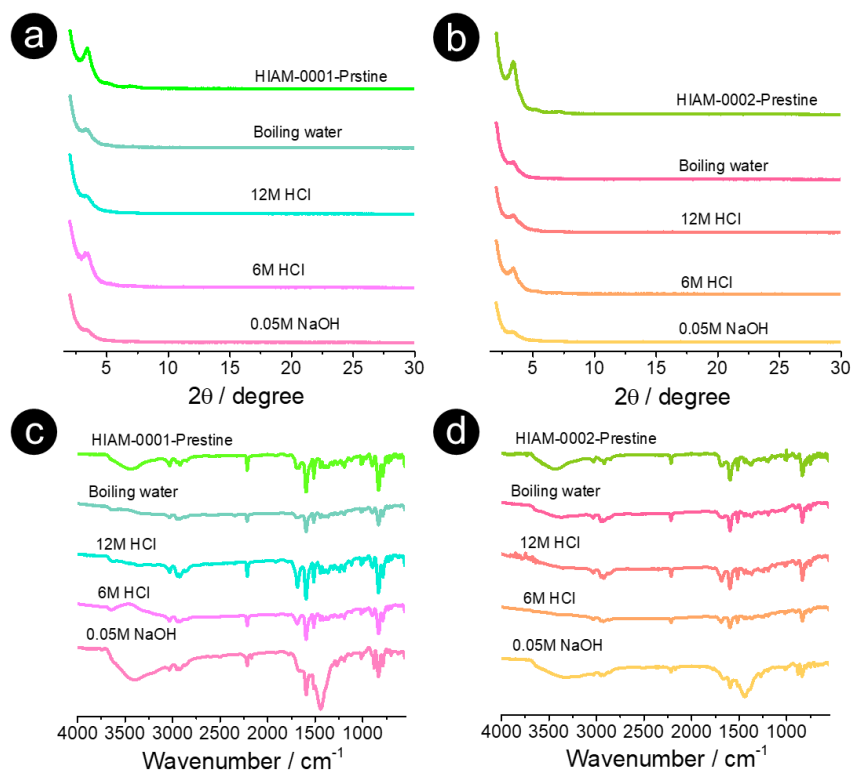 a
HIAM-0001-Prstine
Boiling water
12M HCl
6M HCl
0.05M NaOH
5 10 15 20 25 30
2θ / degree
b
HIAM-0002-Prestine
Boiling water
12M HCl
6M HCl
0.05M NaOH
5 10 15 20 25 30
2θ / degree
c
HIAM-0001-Prestine
Boiling water
12M HCl
6M HCl
0.05M NaOH
4000 3500 3000 2500 2000 1500 1000
Wavenumber / cm⁻¹
d
HIAM-0002-Prestine
Boiling water
12M HCl
6M HCl
0.05M NaOH
4000 3500 3000 2500 2000 1500 1000
Wavenumber / cm⁻¹